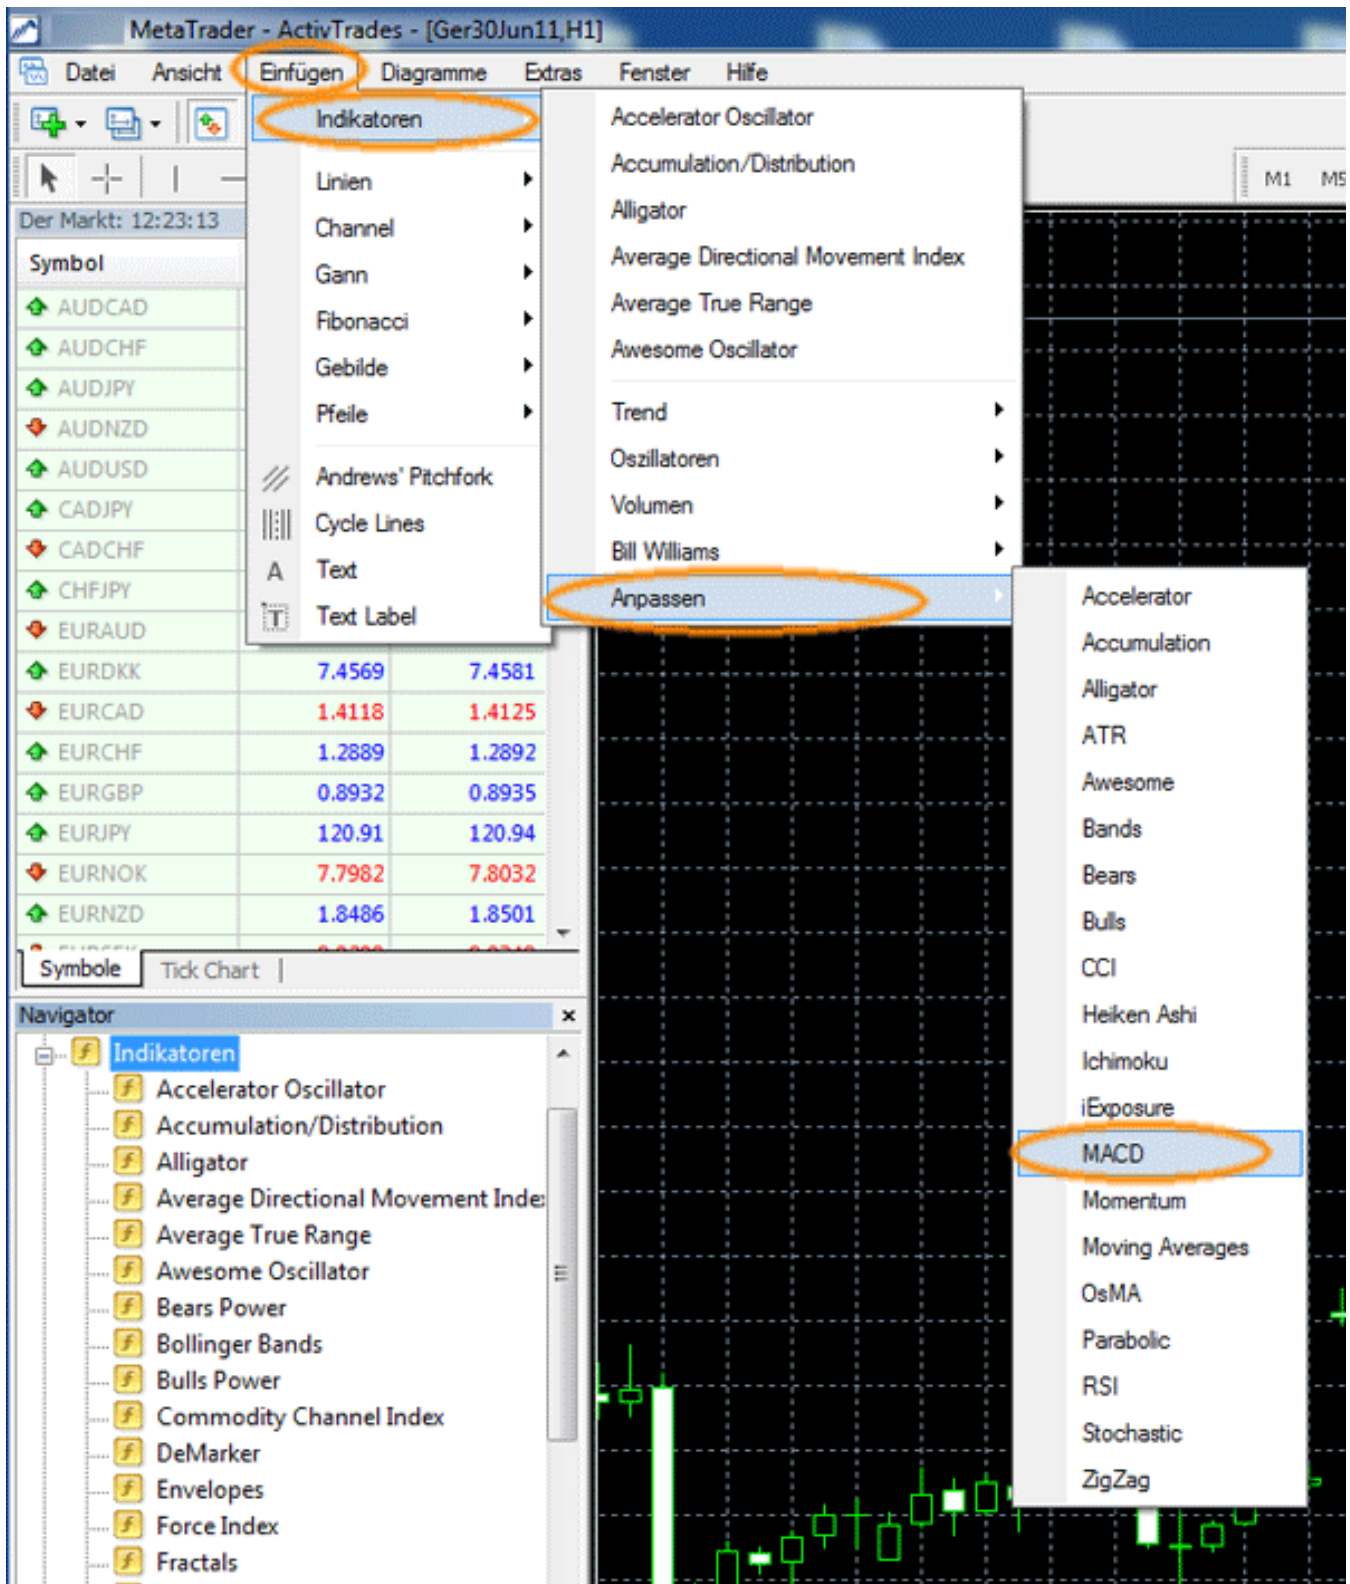 MetaTrader - ActivTrades - [Ger30Jun11,H1]
Datei Ansicht Einfügen Diagramme Extras Fenster Hilfe
M1 M5
Der Markt: 12:23:13
Symbol
AUDCAD
AUDCHF
AUDJPY
AUDNZD
AUDUSD
CADJPY
CADCHF
CHFJPY
EURAUD
EURDKK 7.4569 7.4581
EURCAD 1.4118 1.4125
EURCHF 1.2889 1.2892
EURGBP 0.8932 0.8935
EURJPY 120.91 120.94
EURNOK 7.7982 7.8032
EURNZD 1.8486 1.8501
Symbole Tick Chart
Indikatoren
Linien
Channel
Gann
Fibonacci
Gebilde
Pfeile
Andrews' Pitchfork
Cycle Lines
A Text
T Text Label
Accelerator Oscillator
Accumulation/Distribution
Alligator
Average Directional Movement Index
Average True Range
Awesome Oscillator
Trend
Oszillatoren
Volumen
Bill Williams
Anpassen
Accelerator
Accumulation
Alligator
ATR
Awesome
Bands
Bears
Bulls
CCI
Heiken Ashi
Ichimoku
iExposure
MACD
Momentum
Moving Averages
OsMA
Parabolic
RSI
Stochastic
ZigZag
Navigator
Indikatoren
Accelerator Oscillator
Accumulation/Distribution
Alligator
Average Directional Movement Index
Average True Range
Awesome Oscillator
Bears Power
Bollinger Bands
Bulls Power
Commodity Channel Index
DeMarker
Envelopes
Force Index
Fractals